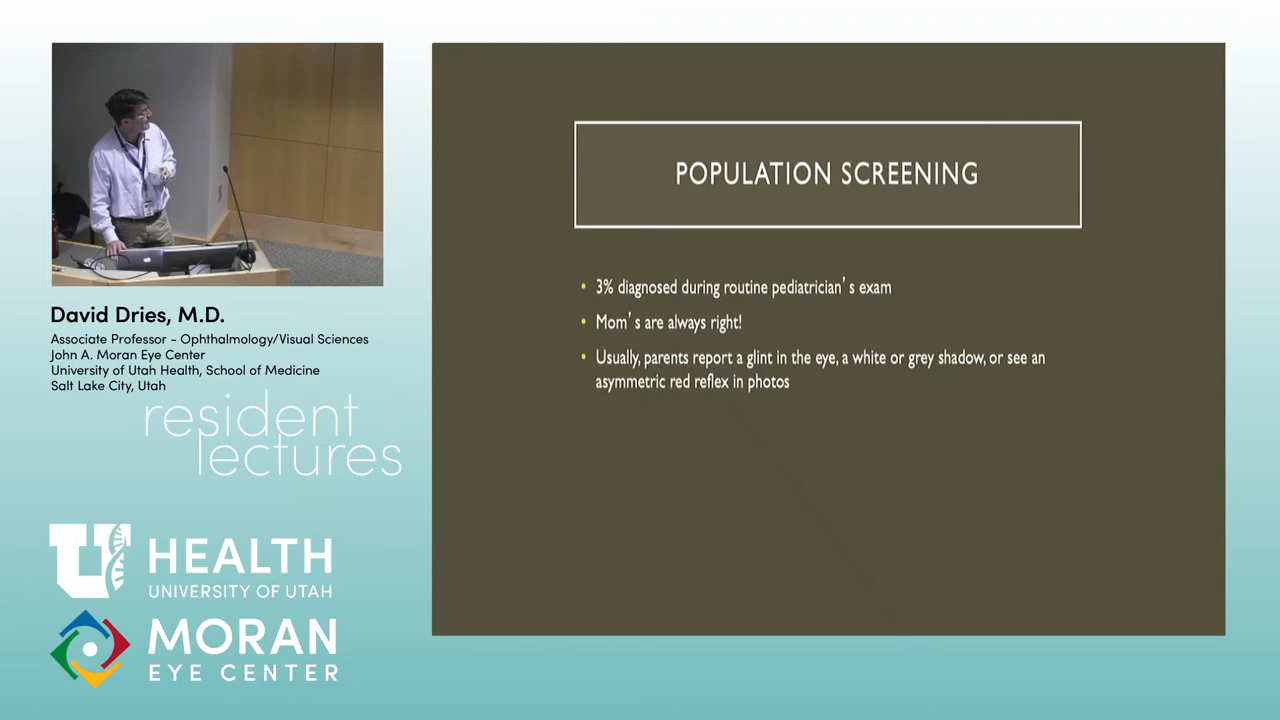 David Dries, M.D.
Associate Professor - Ophthalmology/Visual Sciences
John A. Moran Eye Center
University of Utah Health, School of Medicine
Salt Lake City, Utah
resident
lectures
U
HEALTH
UNIVERSITY OF UTAH
MORAN
EYE CENTER
POPULATION SCREENING
• 3% diagnosed during routine pediatrician's exam
• Mom's are always right!
• Usually, parents report a glint in the eye, a white or grey shadow, or see an
asymmetric red reflex in photos